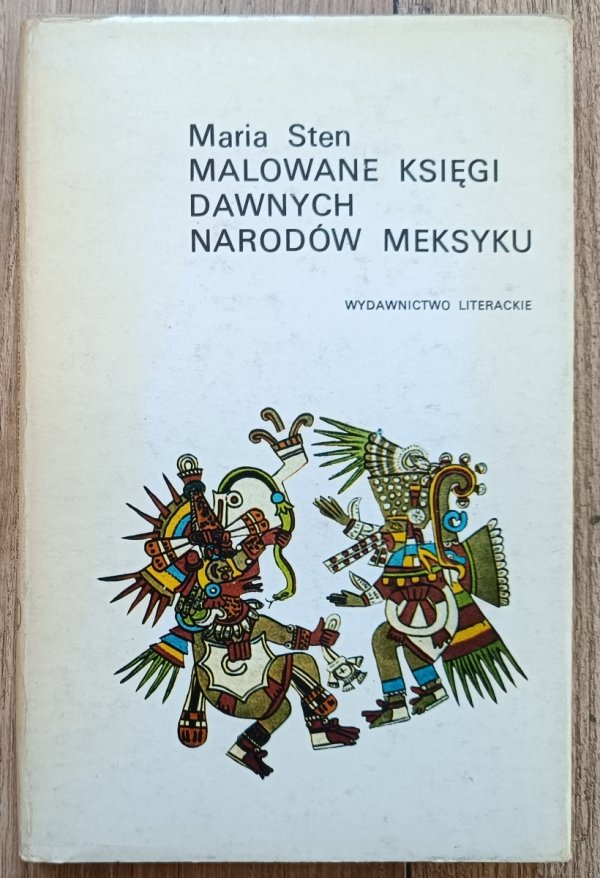 Maria Sten
MALOWANE KSIĘGI
DAWNYCH
NARODÓW MEKSYKU
WYDAWNICTWO LITERACKIE